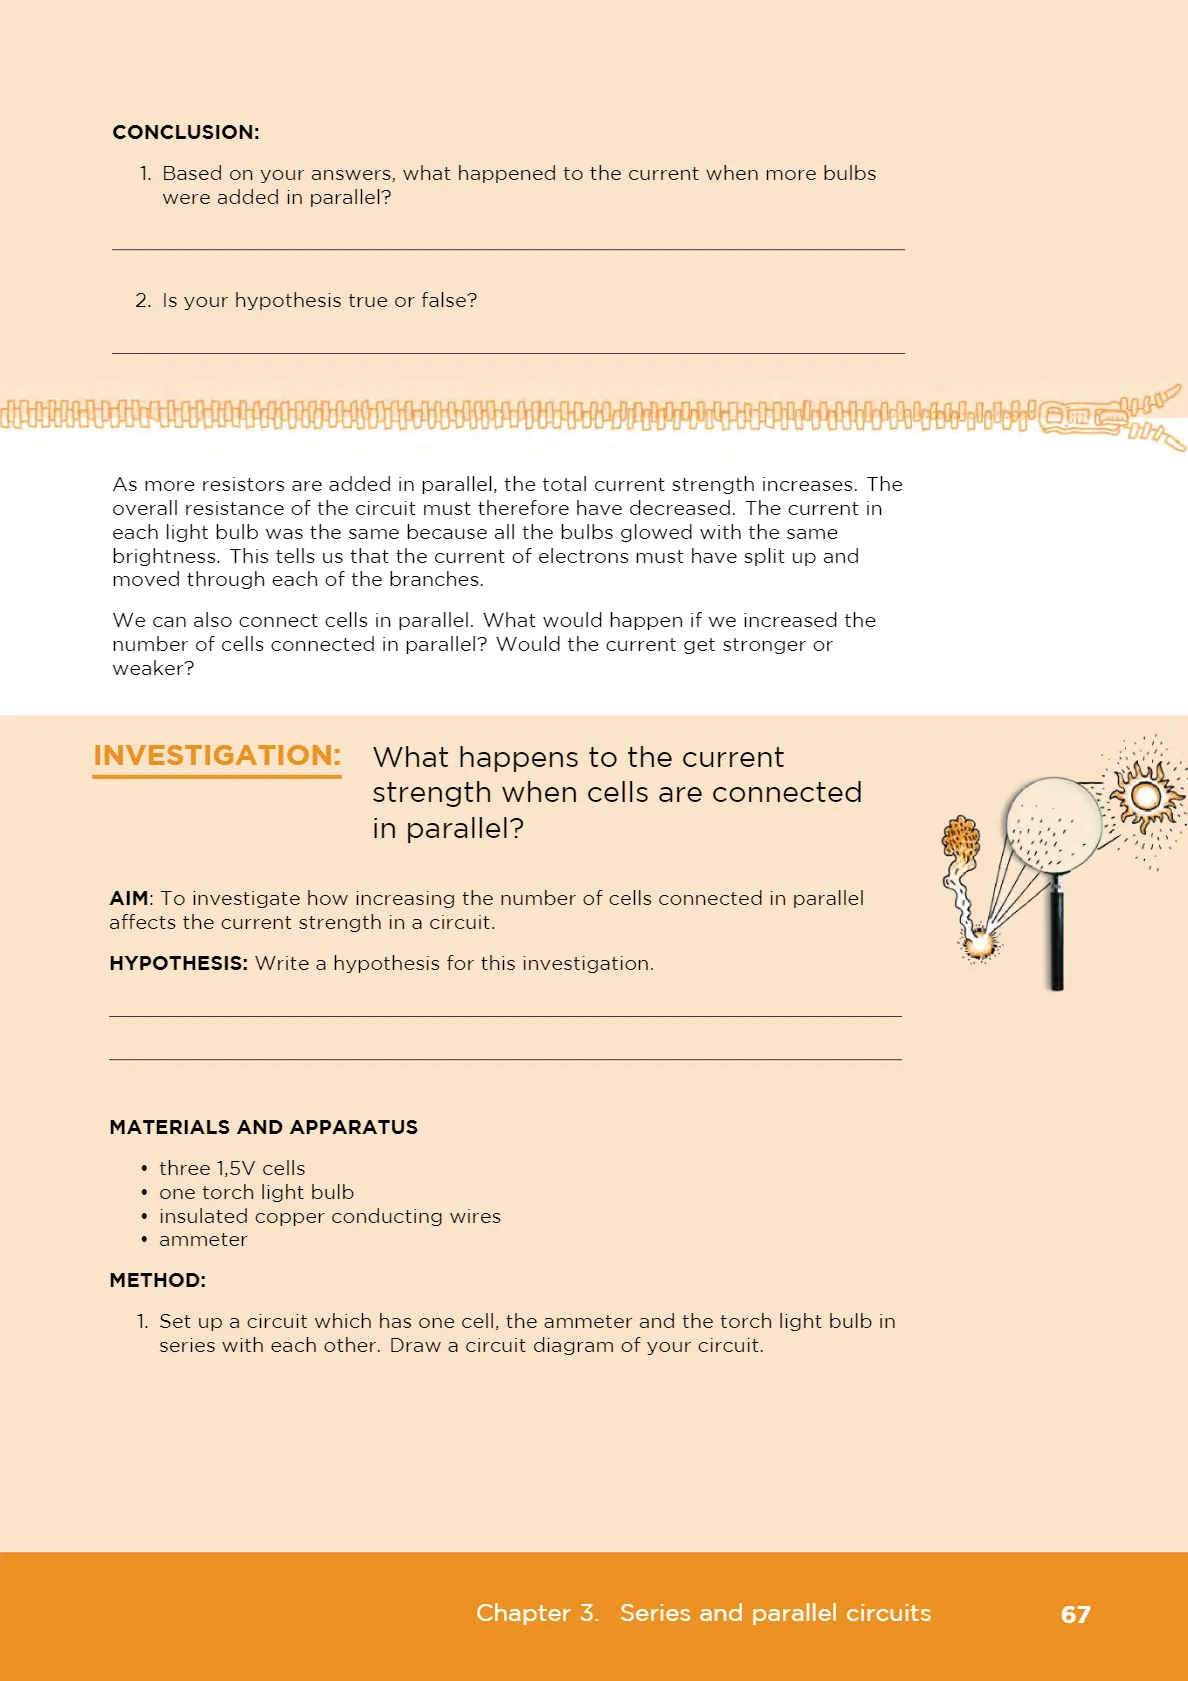 CONCLUSION:
1. Based on your answers, what happened to the current when more bulbs
were added in parallel?
2. Is your hypothesis true or false?
As more resistors are added in parallel, the total current strength increases. The
overall resistance of the circuit must therefore have decreased. The current in
each light bulb was the same because all the bulbs glowed with the same
brightness. This tells us that the current of electrons must have split up and
moved through each of the branches.
We can also connect cells in parallel. What would happen if we increased the
number of cells connected in parallel? Would the current get stronger or
weaker?
INVESTIGATION:
What happens to the current
strength when cells are connected
in parallel?
AIM: To investigate how increasing the number of cells connected in parallel
affects the current strength in a circuit.
HYPOTHESIS: Write a hypothesis for this investigation.
MATERIALS AND APPARATUS
• three 1,5V cells
• one torch light bulb
• insulated copper conducting wires
• ammeter
METHOD:
1. Set up a circuit which has one cell, the ammeter and the torch light bulb in
series with each other. Draw a circuit diagram of your circuit.
Chapter 3. Series and parallel circuits 67